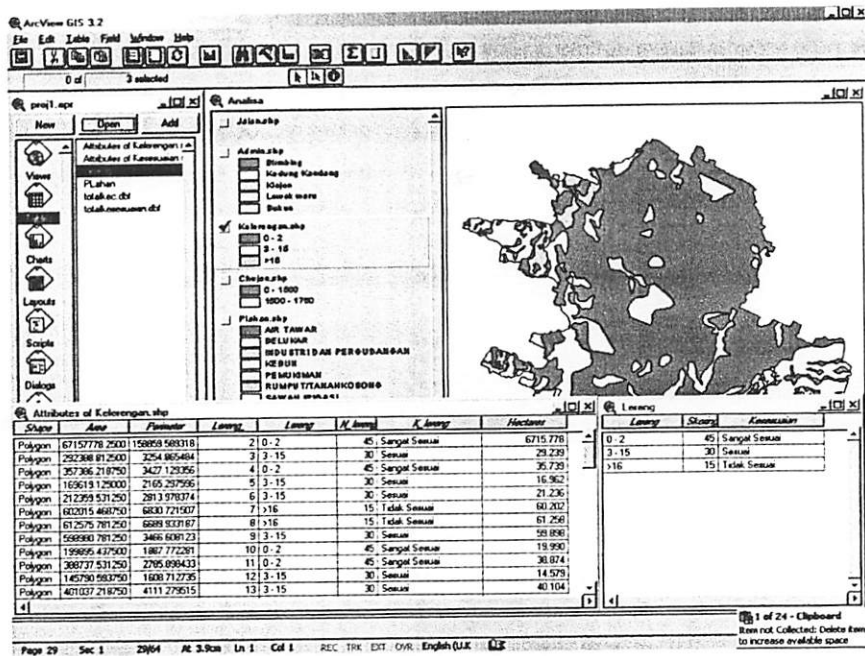 ArcView GIS 3.2
File Edit Table Field Window Help
0 of 3 selected
proj1.apr
New Open Add
Views
Charts
Layouts
Scripts
Dialogs
Attributes of Kelerengan.s
Attributes of Kesesuaian
PLahan
totalkec.dbf
totalkesesuaian.dbf
Analisa
Jalan.shp
Admin.shp
Blimbing
Kedung Kandang
Klojen
Lowok waru
Sukun
Kelerengan.shp
0 - 2
3 - 15
>16
Chujan.shp
0 - 1500
1500 - 1750
Plahan.shp
AIR TAWAR
BELUKAR
INDUSTRI DAN PERGUDANGAN
KEBUN
PEMUKIMAN
RUMPUT/TANAH KOSONG
SAWAH IRIGASI
Attributes of Kelerengan.shp
Shape Area Perimeter Lereng_ Lereng N_lereng K_lereng Hectares
Polygon 67157778.2500 158859.589318 2 0 - 2 45 Sangat Sesuai 6715.778
Polygon 292388.812500 3254.865484 3 3 - 15 30 Sesuai 29.239
Polygon 357386.218750 3427.129356 4 0 - 2 45 Sangat Sesuai 35.739
Polygon 169619.125000 2165.297596 5 3 - 15 30 Sesuai 16.962
Polygon 212359.531250 2813.978374 6 3 - 15 30 Sesuai 21.236
Polygon 602015.468750 6830.721507 7 >16 15 Tidak Sesuai 60.202
Polygon 612575.781250 6689.933187 8 >16 15 Tidak Sesuai 61.258
Polygon 598980.781250 3466.608123 9 3 - 15 30 Sesuai 59.898
Polygon 199895.437500 1887.772281 10 0 - 2 45 Sangat Sesuai 19.990
Polygon 388737.531250 2785.898433 11 0 - 2 45 Sangat Sesuai 38.874
Polygon 145790.593750 1608.712735 12 3 - 15 30 Sesuai 14.579
Polygon 401037.218750 4111.279515 13 3 - 15 30 Sesuai 40.104
Lereng
Lereng Skoring Kesesuaian
0 - 2 45 Sangat Sesuai
3 - 15 30 Sesuai
>16 15 Tidak Sesuai
1 of 24 - Clipboard
Item not Collected: Delete item
to increase available space
Page 29 Sec 1 29/64 At 3.9cm Ln 1 Col 1 REC TRK EXT OVR English (U.K